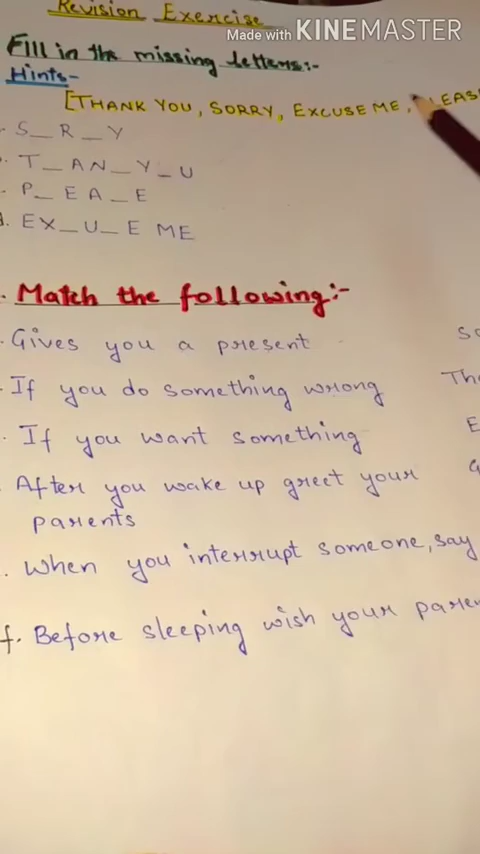 Revision Exercise
Made with KINEMASTER
Fill in the missing letters:-
Hints-
[THANK YOU, SORRY, EXCUSE ME, PLEASE
S_R_Y
T_AN_Y_U
P_EA_E
d. EX_U_E ME
Match the following:-
Gives you a present
If you do something wrong
If you want something
After you wake up greet your
parents
When you interrupt someone, say
f. Before sleeping wish your